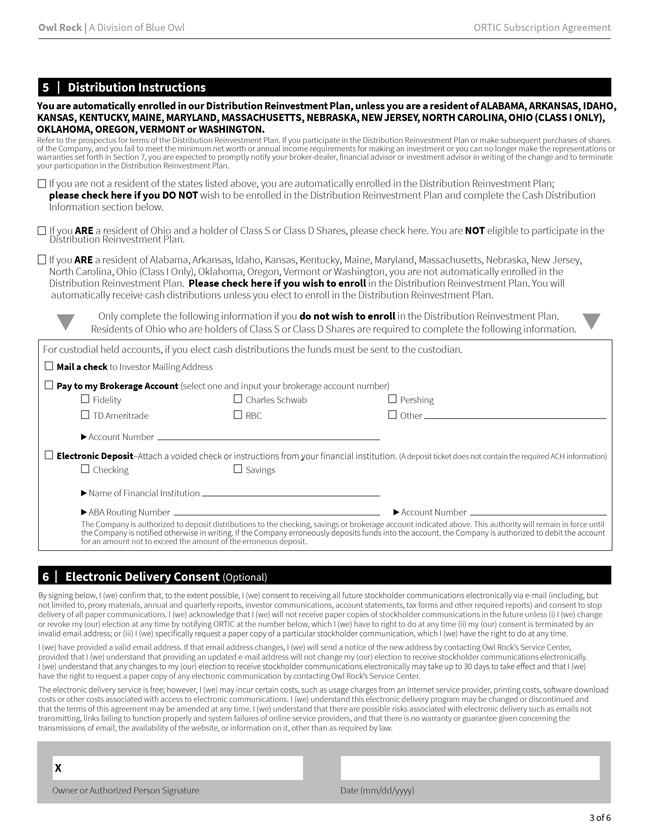 Owl Rock | A Division of Blue Owl
ORTIC Subscription Agreement
5 | Distribution Instructions
You are automatically enrolled in our Distribution Reinvestment Plan, unless you are a resident of ALABAMA, ARKANSAS, IDAHO,
KANSAS, KENTUCKY, MAINE, MARYLAND, MASSACHUSETTS, NEBRASKA, NEW JERSEY, NORTH CAROLINA, OHIO (CLASS I ONLY),
OKLAHOMA, OREGON, VERMONT or WASHINGTON.
Refer to the prospectus for terms of the Distribution Reinvestment Plan. If you participate in the Distribution Reinvestment Plan or make subsequent purchases of shares
of the Company, and you fail to meet the minimum net worth or annual income requirements for making an investment or you can no longer make the representations or
warranties set forth in Section 7, you are expected to promptly notify your broker-dealer, financial advisor or investment advisor in writing of the change and to terminate
your participation in the Distribution Reinvestment Plan.
If you are not a resident of the states listed above, you are automatically enrolled in the Distribution Reinvestment Plan;
please check here if you DO NOT wish to be enrolled in the Distribution Reinvestment Plan and complete the Cash Distribution
Information section below.
If you ARE a resident of Ohio and a holder of Class S or Class D Shares, please check here. You are NOT eligible to participate in the
Distribution Reinvestment Plan.
If you ARE a resident of Alabama, Arkansas, Idaho, Kansas, Kentucky, Maine, Maryland, Massachusetts, Nebraska, New Jersey,
North Carolina, Ohio (Class I Only), Oklahoma, Oregon, Vermont or Washington, you are not automatically enrolled in the
Distribution Reinvestment Plan. Please check here if you wish to enroll in the Distribution Reinvestment Plan. You will
automatically receive cash distributions unless you elect to enroll in the Distribution Reinvestment Plan.
Only complete the following information if you do not wish to enroll in the Distribution Reinvestment Plan.
Residents of Ohio who are holders of Class S or Class D Shares are required to complete the following information.
For custodial held accounts, if you elect cash distributions the funds must be sent to the custodian.
Mail a check to Investor Mailing Address
Pay to my Brokerage Account (select one and input your brokerage account number)
Fidelity
Charles Schwab
Pershing
TD Ameritrade
RBC
Other
Account Number
Electronic Deposit–Attach a voided check or instructions from your financial institution. (A deposit ticket does not contain the required ACH information)
Checking
Savings
Name of Financial Institution
ABA Routing Number
Account Number
The Company is authorized to deposit distributions to the checking, savings or brokerage account indicated above. This authority will remain in force until
the Company is notified otherwise in writing. If the Company erroneously deposits funds into the account, the Company is authorized to debit the account
for an amount not to exceed the amount of the erroneous deposit.
6 | Electronic Delivery Consent (Optional)
By signing below, I (we) confirm that, to the extent possible, I (we) consent to receiving all future stockholder communications electronically via e-mail (including, but
not limited to, proxy materials, annual and quarterly reports, investor communications, account statements, tax forms and other required reports) and consent to stop
delivery of all paper communications. I (we) acknowledge that I (we) will not receive paper copies of stockholder communications in the future unless (i) I (we) change
or revoke my (our) election at any time by notifying ORTIC at the number below, which I (we) have to right to do at any time (ii) my (our) consent is terminated by an
invalid email address; or (iii) I (we) specifically request a paper copy of a particular stockholder communication, which I (we) have the right to do at any time.
I (we) have provided a valid email address. If that email address changes, I (we) will send a notice of the new address by contacting Owl Rock's Service Center,
provided that I (we) understand that providing an updated e-mail address will not change my (our) election to receive stockholder communications electronically.
I (we) understand that any changes to my (our) election to receive stockholder communications electronically may take up to 30 days to take effect and that I (we)
have the right to request a paper copy of any electronic communication by contacting Owl Rock's Service Center.
The electronic delivery service is free; however, I (we) may incur certain costs, such as usage charges from an Internet service provider, printing costs, software download
costs or other costs associated with access to electronic communications. I (we) understand this electronic delivery program may be changed or discontinued and
that the terms of this agreement may be amended at any time. I (we) understand that there are possible risks associated with electronic delivery such as emails not
transmitting, links failing to function properly and system failures of online service providers, and that there is no warranty or guarantee given concerning the
transmissions of email, the availability of the website, or information on it, other than as required by law.
X
Owner or Authorized Person Signature
Date (mm/dd/yyyy)
3 of 6